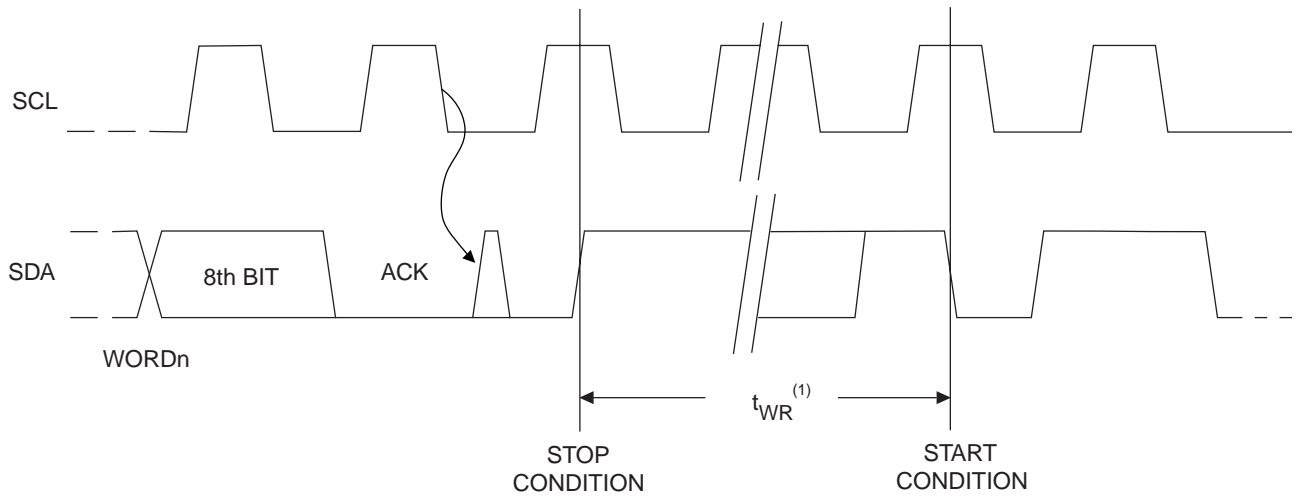 SCL
SDA
8th BIT
ACK
WORDn
tWR(1)
STOP
CONDITION
START
CONDITION